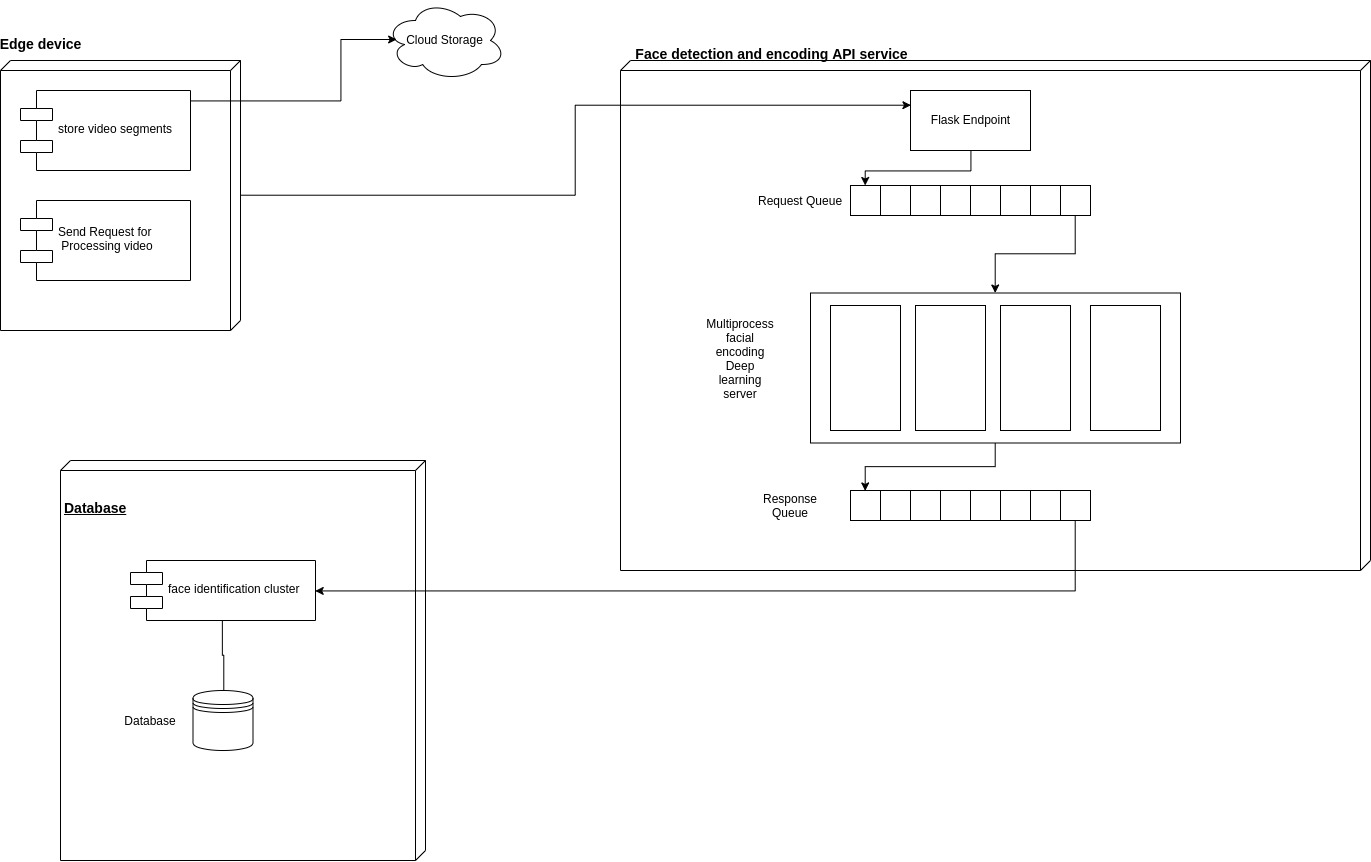 Edge device
store video segments
Send Request for
Processing video
Cloud Storage
Face detection and encoding API service
Flask Endpoint
Request Queue
Multiprocess
facial
encoding
Deep
learning
server
Response
Queue
Database
face identification cluster
Database